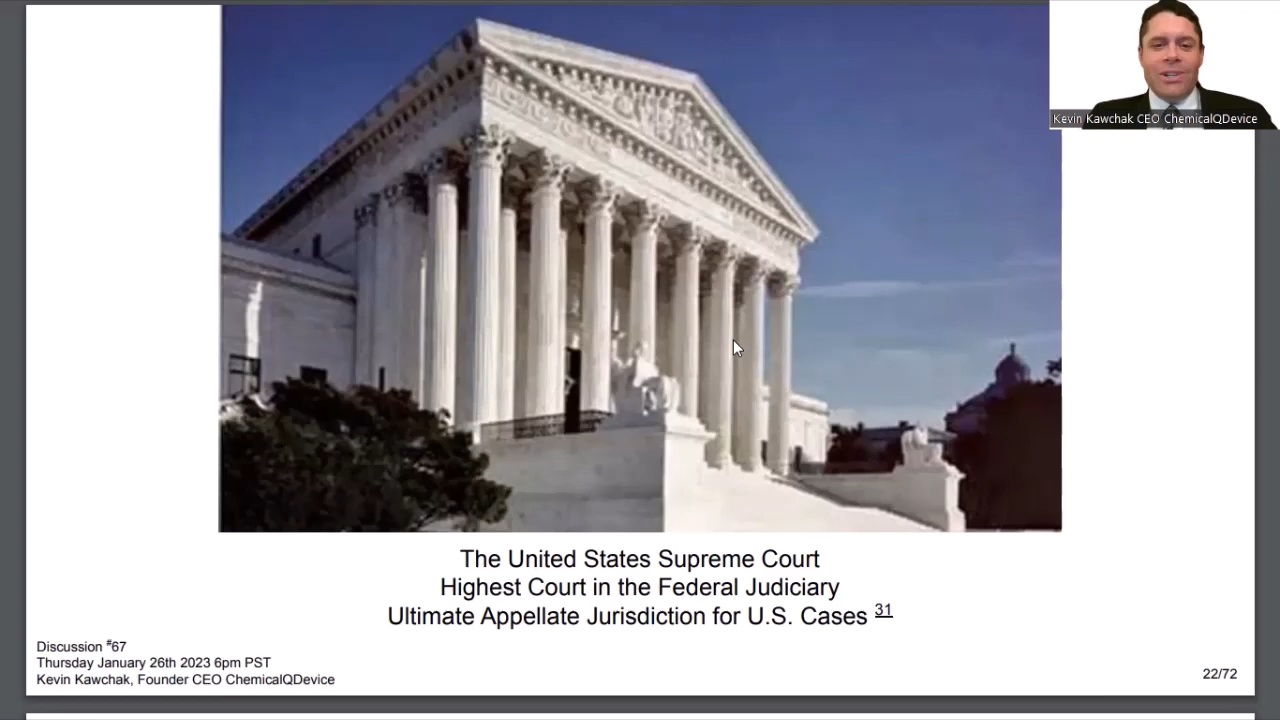 Kevin Kawchak CEO ChemicalQDevice
The United States Supreme Court
Highest Court in the Federal Judiciary
Ultimate Appellate Jurisdiction for U.S. Cases 31
Discussion #67
Thursday January 26th 2023 6pm PST
Kevin Kawchak, Founder CEO ChemicalQDevice
22/72